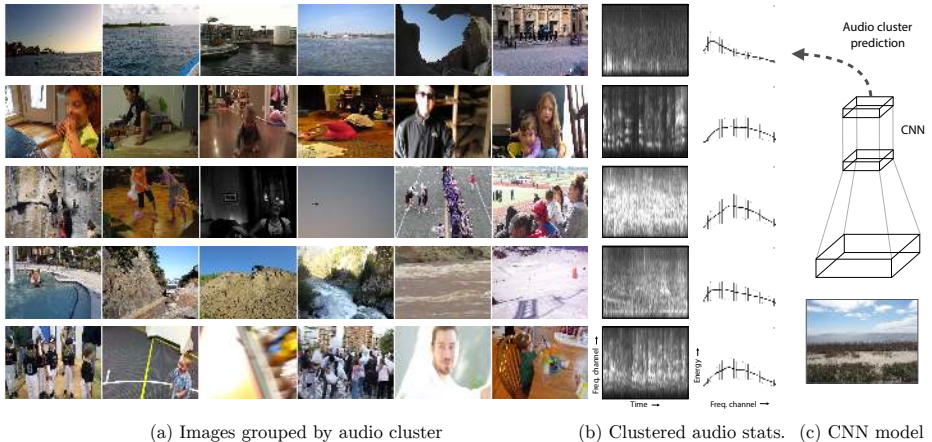 Audio cluster
prediction
CNN
Freq. channel →
Time →
Energy →
Freq. channel →
(a) Images grouped by audio cluster
(b) Clustered audio stats.
(c) CNN model